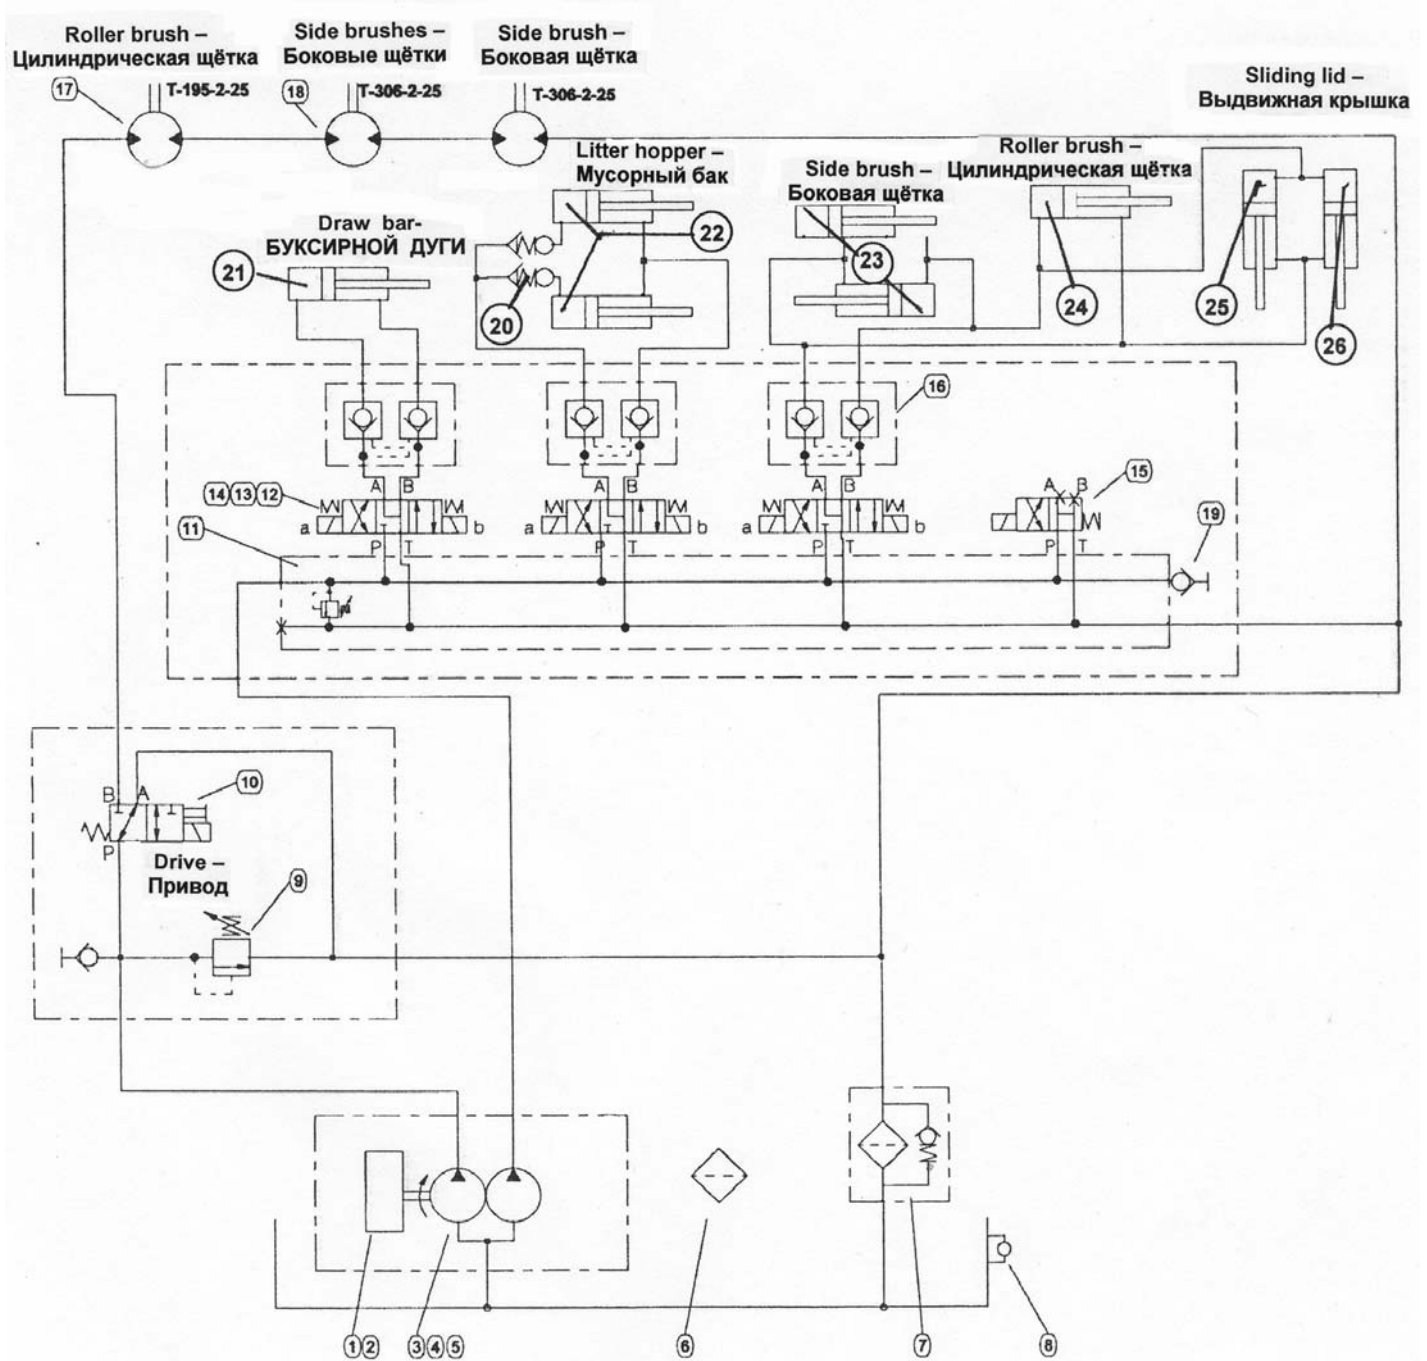 Roller brush –
Цилиндрическая щётка
Side brushes –
Боковые щётки
Side brush –
Боковая щётка
17
T-195-2-25
18
T-306-2-25
T-306-2-25
Sliding lid –
Выдвижная крышка
Litter hopper –
Мусорный бак
Side brush –
Боковая щётка
Roller brush –
Цилиндрическая щётка
Draw bar-
БУКСИРНОЙ ДУГИ
21
22
20
23
24
25
26
16
14 13 12
A B
a b
P T
A B
a b
P T
A B
a b
P T
15
A B
P T
11
19
10
B A
P
Drive –
Привод
9
1 2
3 4 5
6
7
8